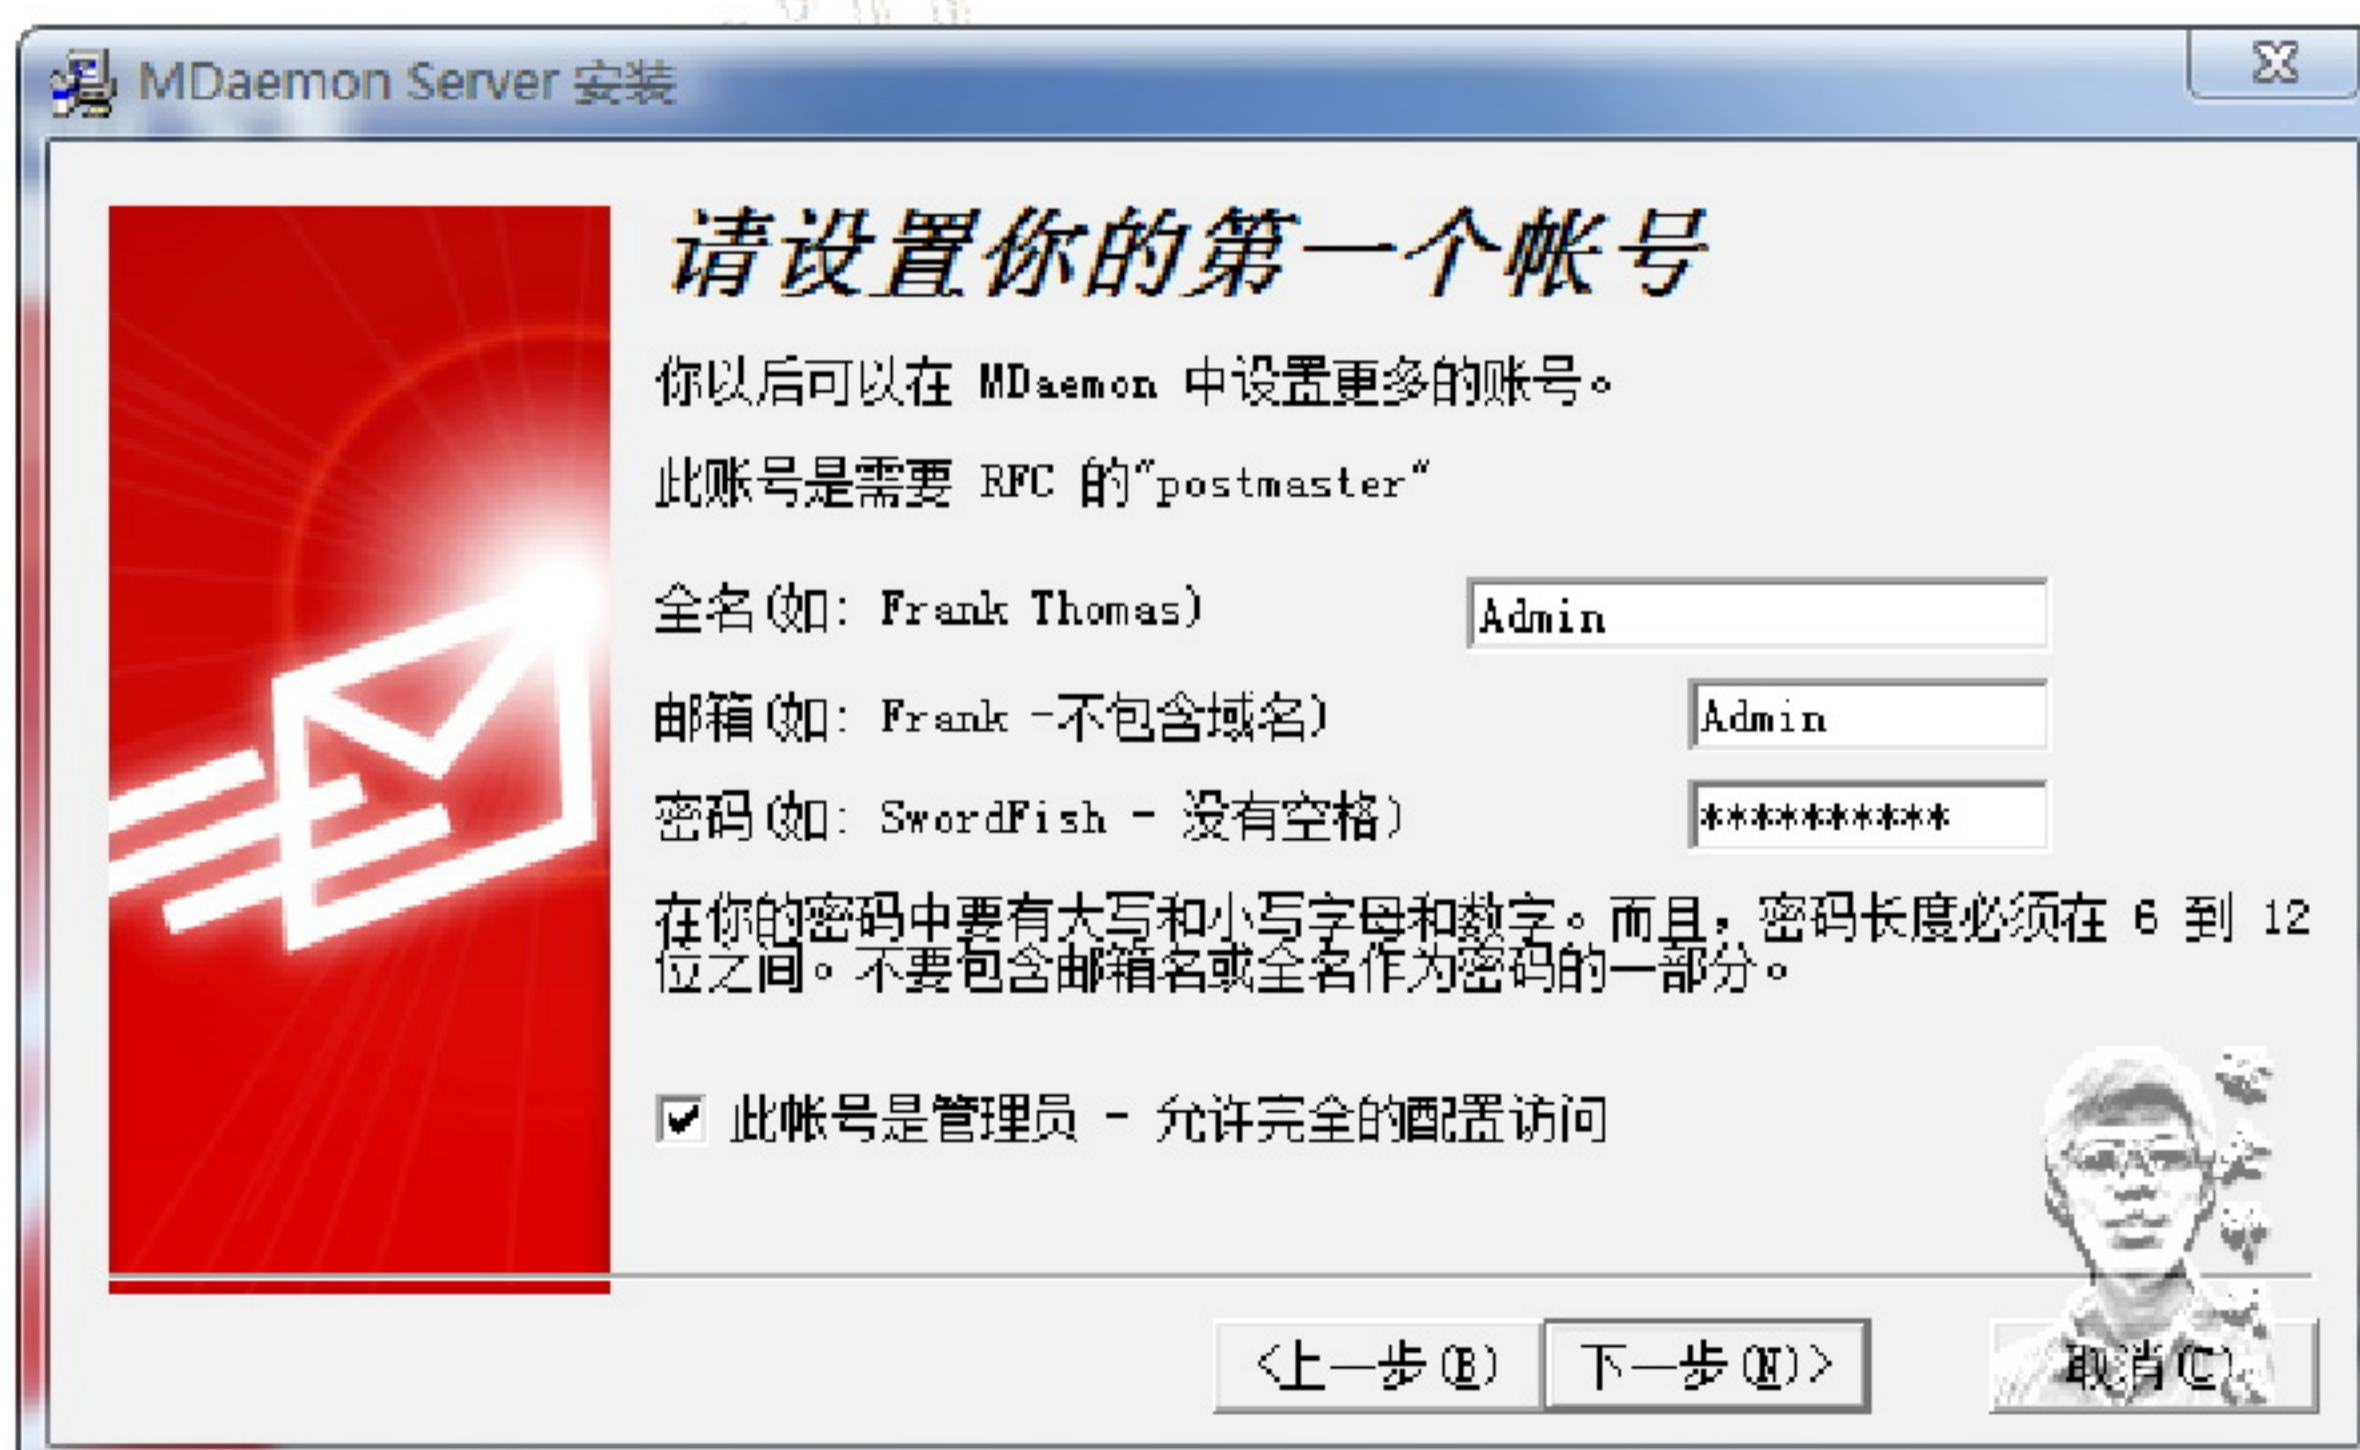 MDaemon Server 安装
请设置你的第一个帐号
你以后可以在 MDaemon 中设置更多的账号。
此账号是需要 RFC 的"postmaster"
全名(如: Frank Thomas)
Admin
邮箱(如: Frank -不包含域名)
Admin
密码(如: SwordFish - 没有空格)
**********
在你的密码中要有大写和小写字母和数字。而且，密码长度必须在 6 到 12
位之间。不要包含邮箱名或全名作为密码的一部分。
此帐号是管理员 - 允许完全的配置访问
<上一步(B)
下一步(N)>
取消(C)